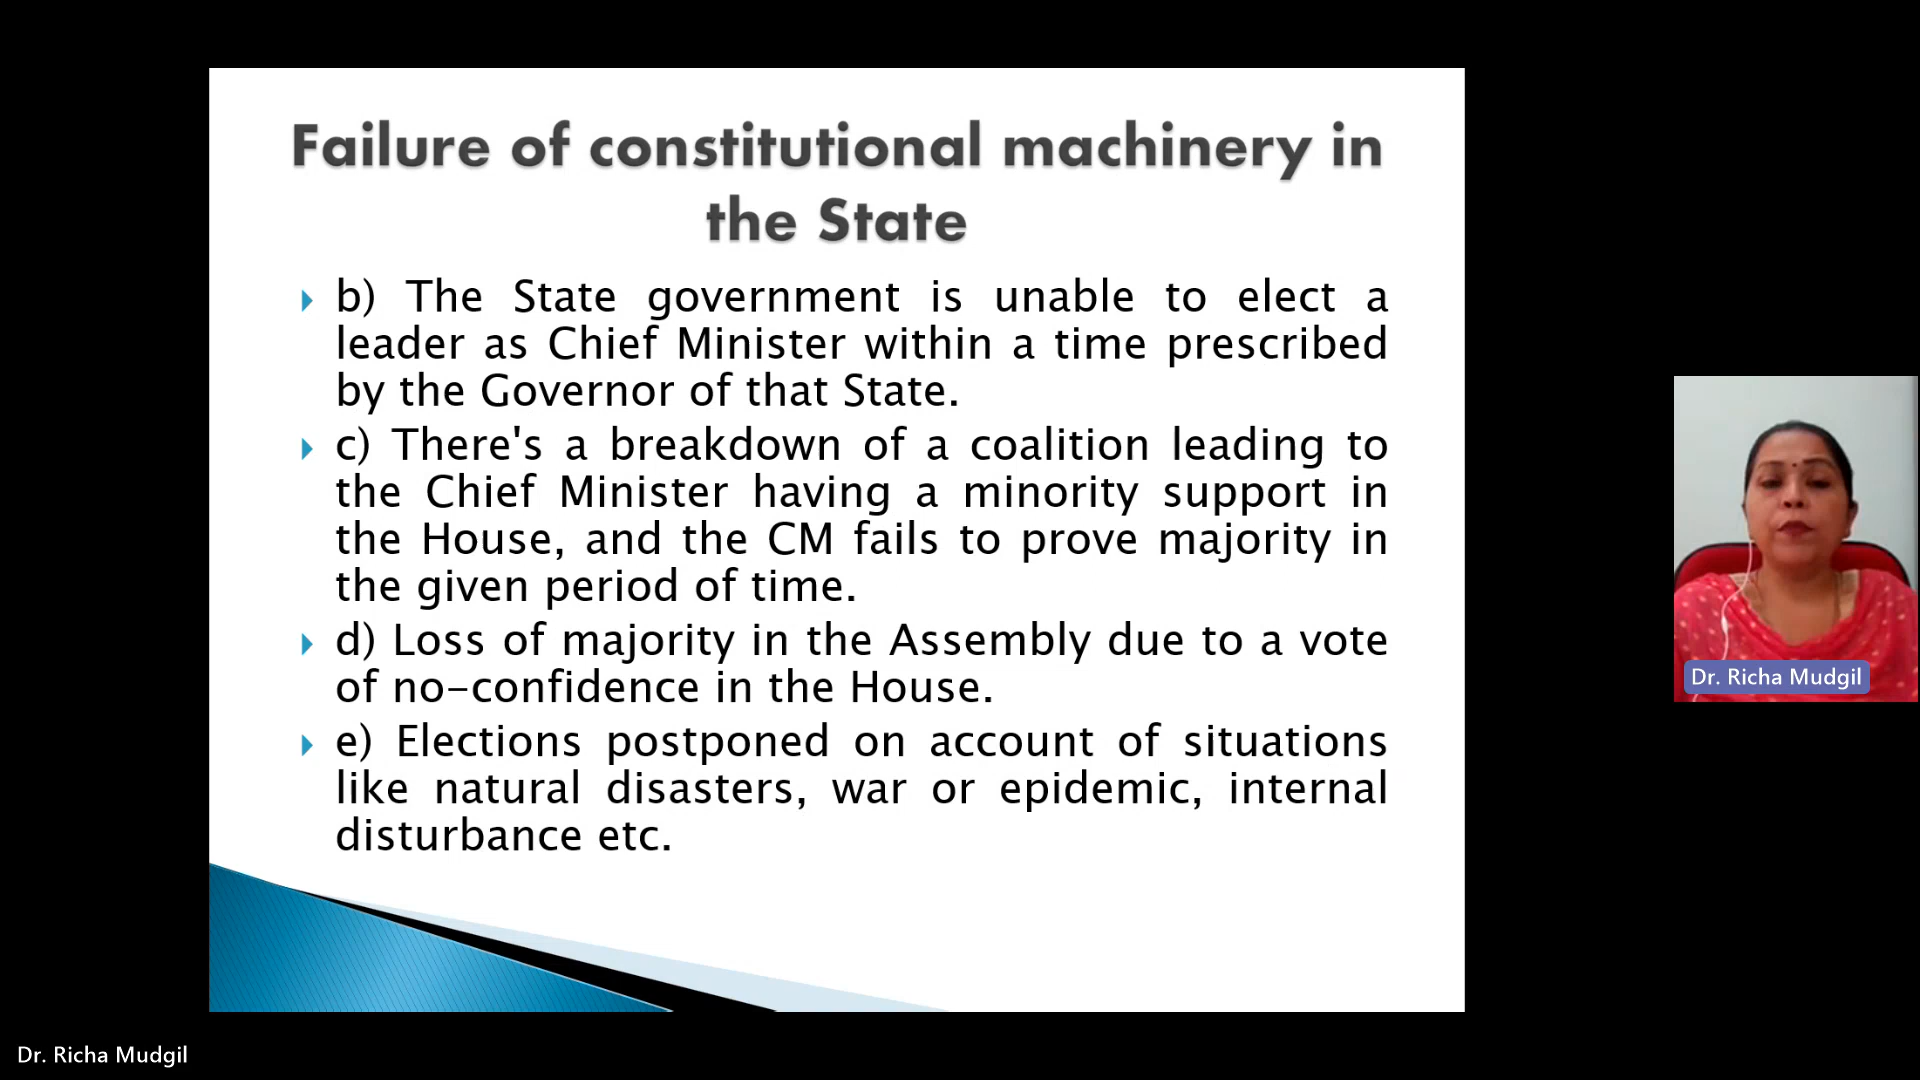 Failure of constitutional machinery in
the State
b) The State government is unable to elect a
leader as Chief Minister within a time prescribed
by the Governor of that State.
c) There's a breakdown of a coalition leading to
the Chief Minister having a minority support in
the House, and the CM fails to prove majority in
the given period of time.
d) Loss of majority in the Assembly due to a vote
of no-confidence in the House.
e) Elections postponed on account of situations
like natural disasters, war or epidemic, internal
disturbance etc.
Dr. Richa Mudgil
Dr. Richa Mudgil